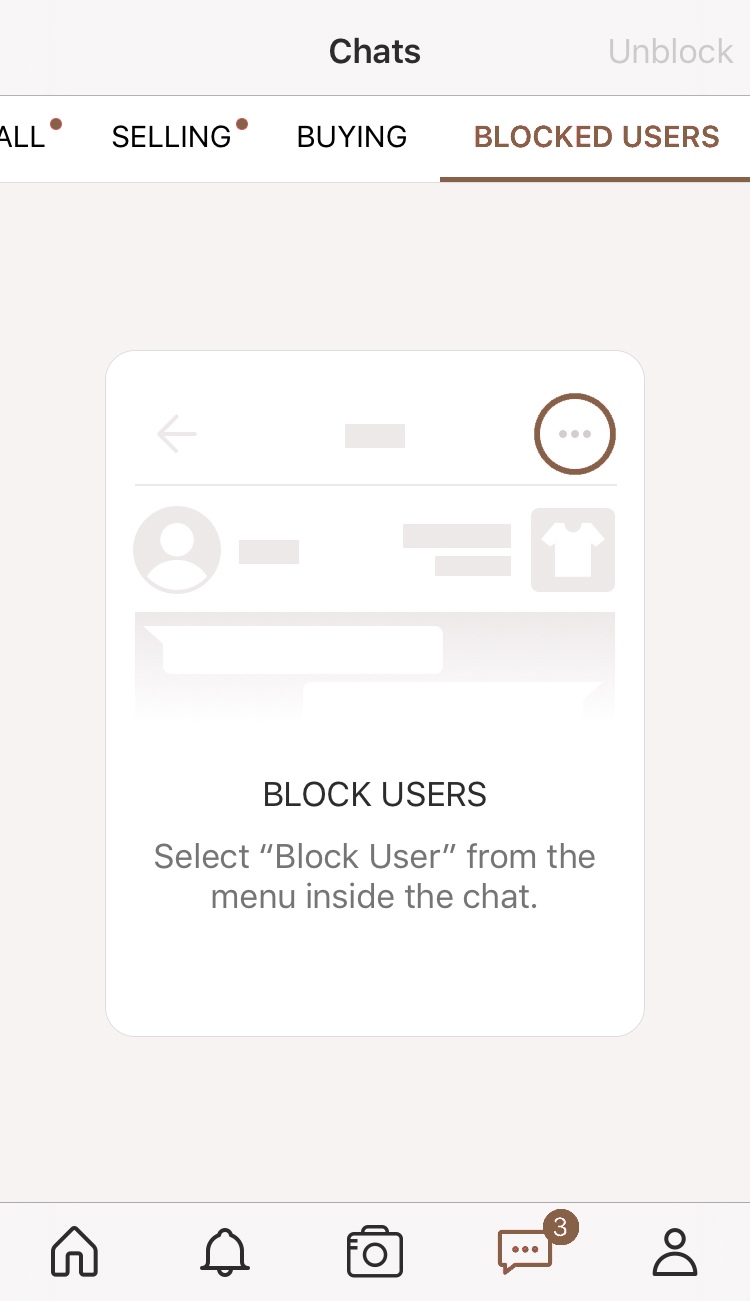 Chats
Unblock
ALL
SELLING
BUYING
BLOCKED USERS
BLOCK USERS
Select “Block User” from the
menu inside the chat.
3